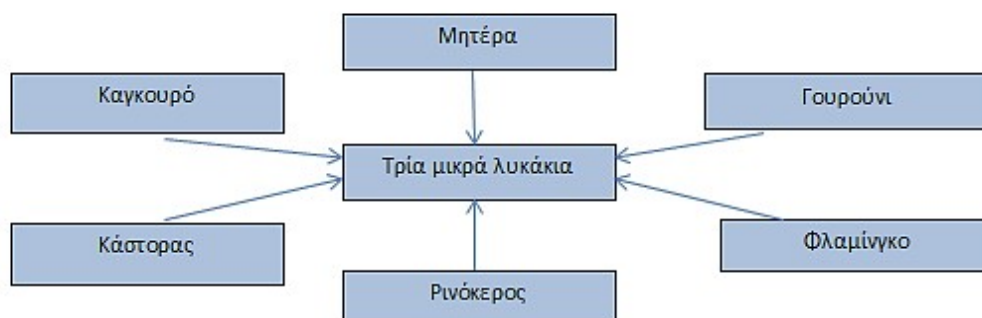 Μητέρα
Καγκουρό
Γουρούνι
Τρία μικρά λυκάκια
Κάστορας
Φλαμίνγκο
Ρινόκερος